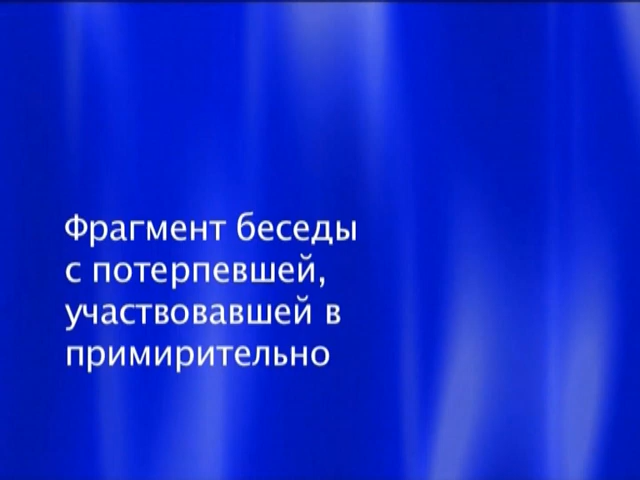 Фрагмент беседы
с потерпевшей,
участвовавшей в
примирительно